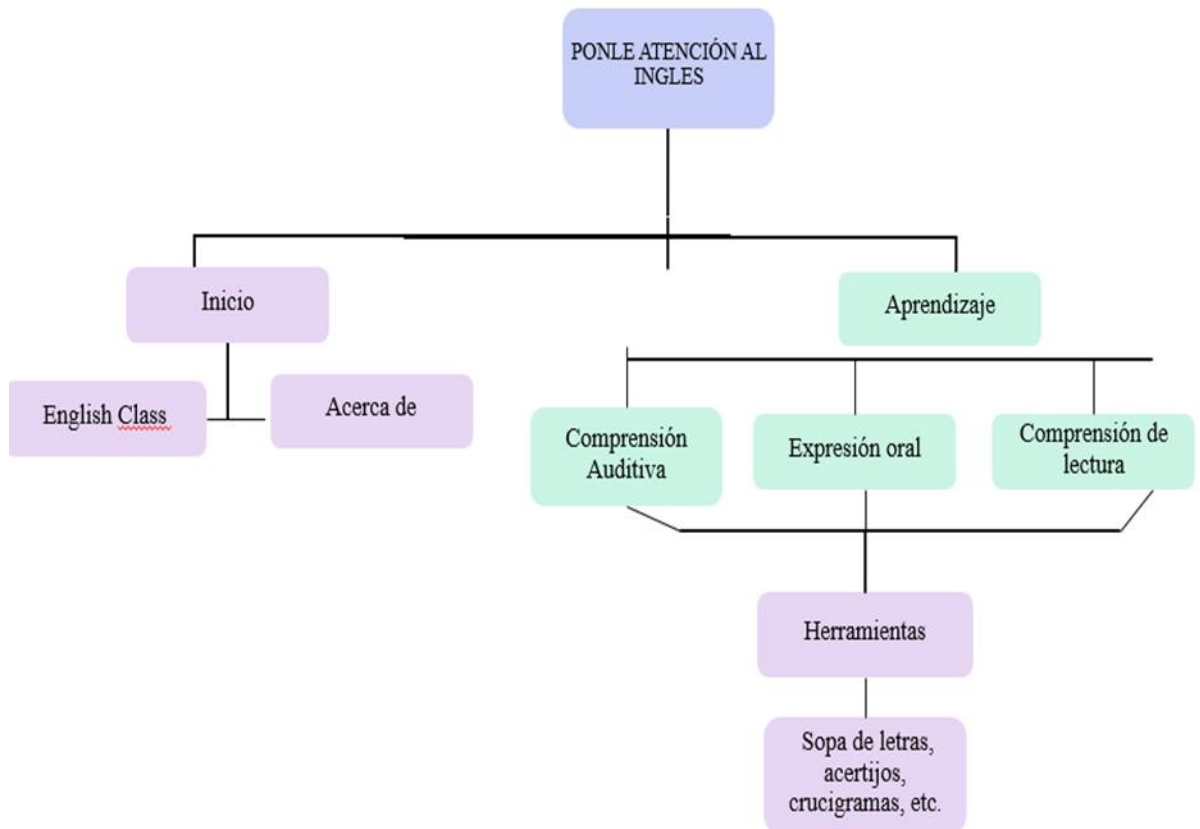 PONLE ATENCIÓN AL
INGLES
Inicio
Aprendizaje
English Class
Acerca de
Comprensión
Auditiva
Expresión oral
Comprensión de
lectura
Herramientas
Sopa de letras,
acertijos,
crucigramas, etc.